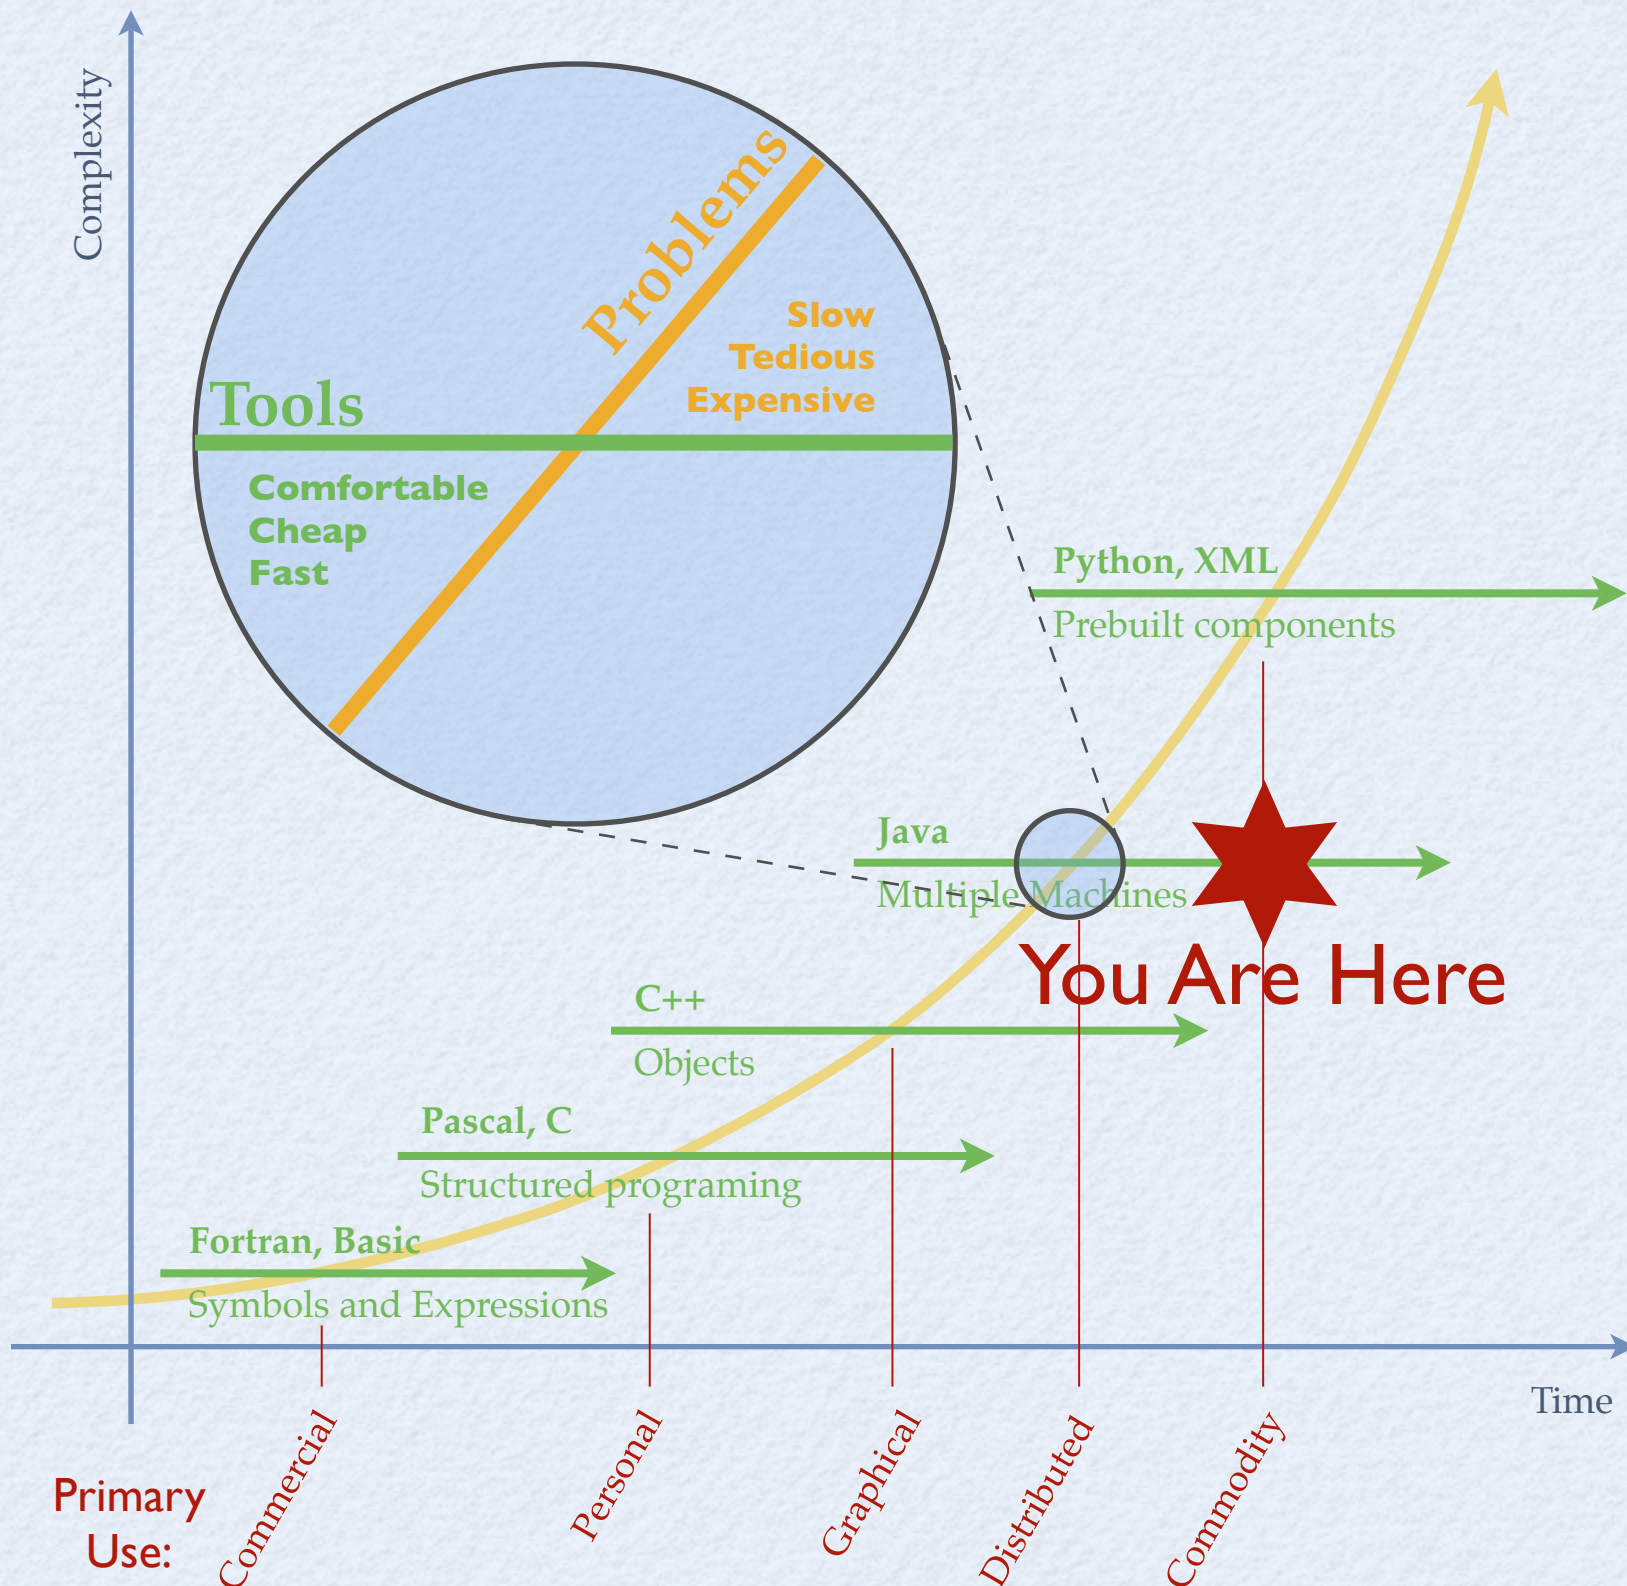 Complexity
Problems
Slow
Tedious
Expensive
Tools
Comfortable
Cheap
Fast
Python, XML
Prebuilt components
Java
Multiple Machines
You Are Here
C++
Objects
Pascal, C
Structured programing
Fortran, Basic
Symbols and Expressions
Time
Primary
Use:
Commercial
Personal
Graphical
Distributed
Commodity